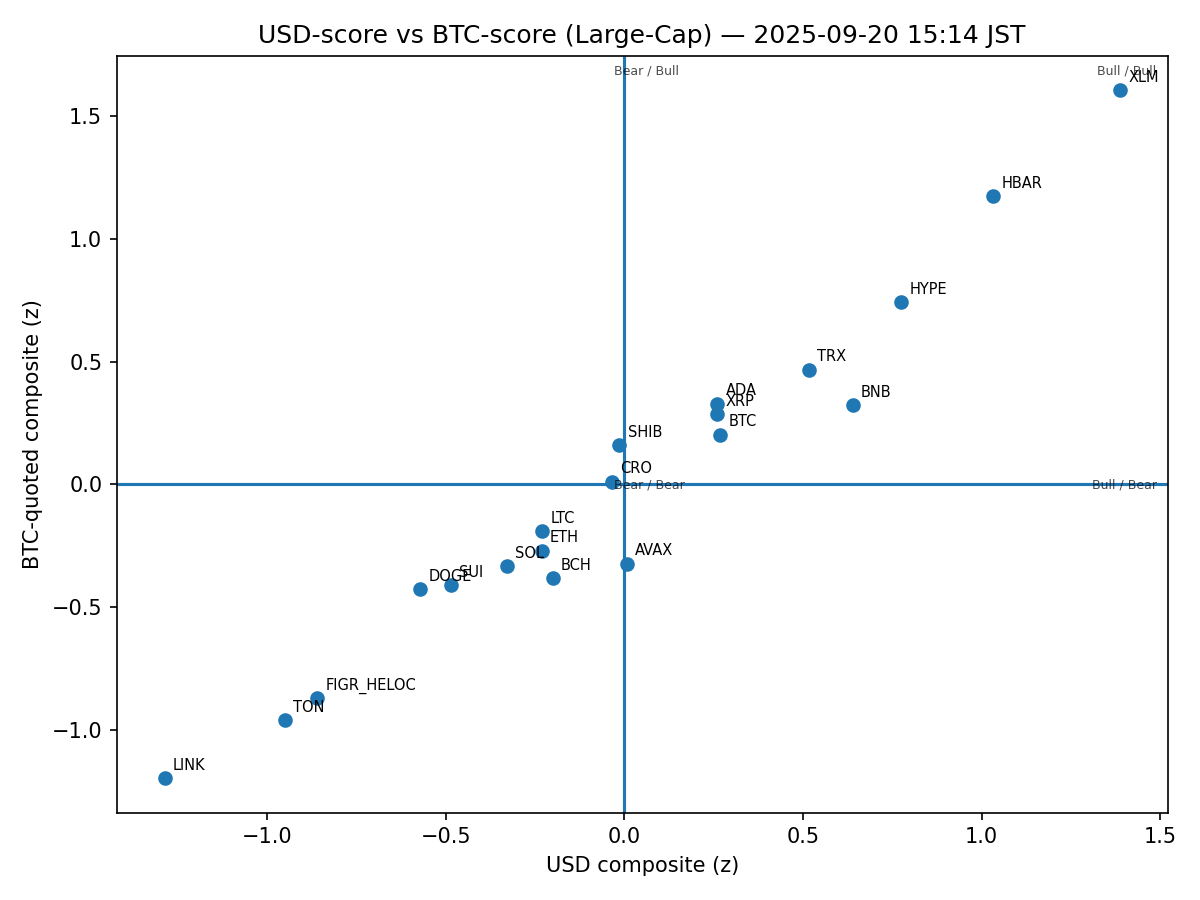 USD-score vs BTC-score (Large-Cap) — 2025-09-20 15:14 JST
Bear / Bull
Bull / Bull
XLM
1.5
HBAR
1.0
HYPE
TRX
0.5
ADA
BNB
XRP
BTC
SHIB
CRO
0.0
Bear / Bear
Bull / Bear
LTC
ETH
SOL
AVAX
BCH
DOGE
SUI
−0.5
FIGR_HELOC
TON
−1.0
LINK
BTC-quoted composite (z)
−1.0
−0.5
0.0
0.5
1.0
1.5
USD composite (z)